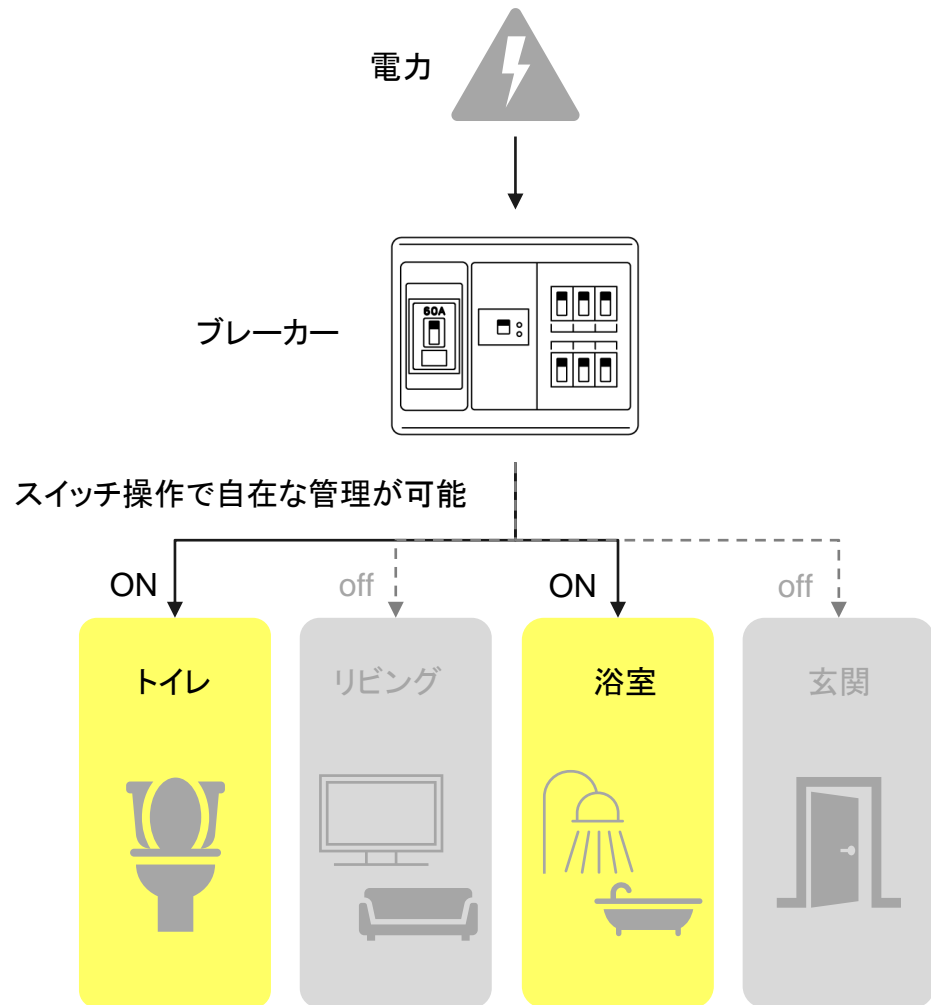 電力
ブレーカー
60A
スイッチ操作で自在な管理が可能
ON
off
ON
off
トイレ
リビング
浴室
玄関